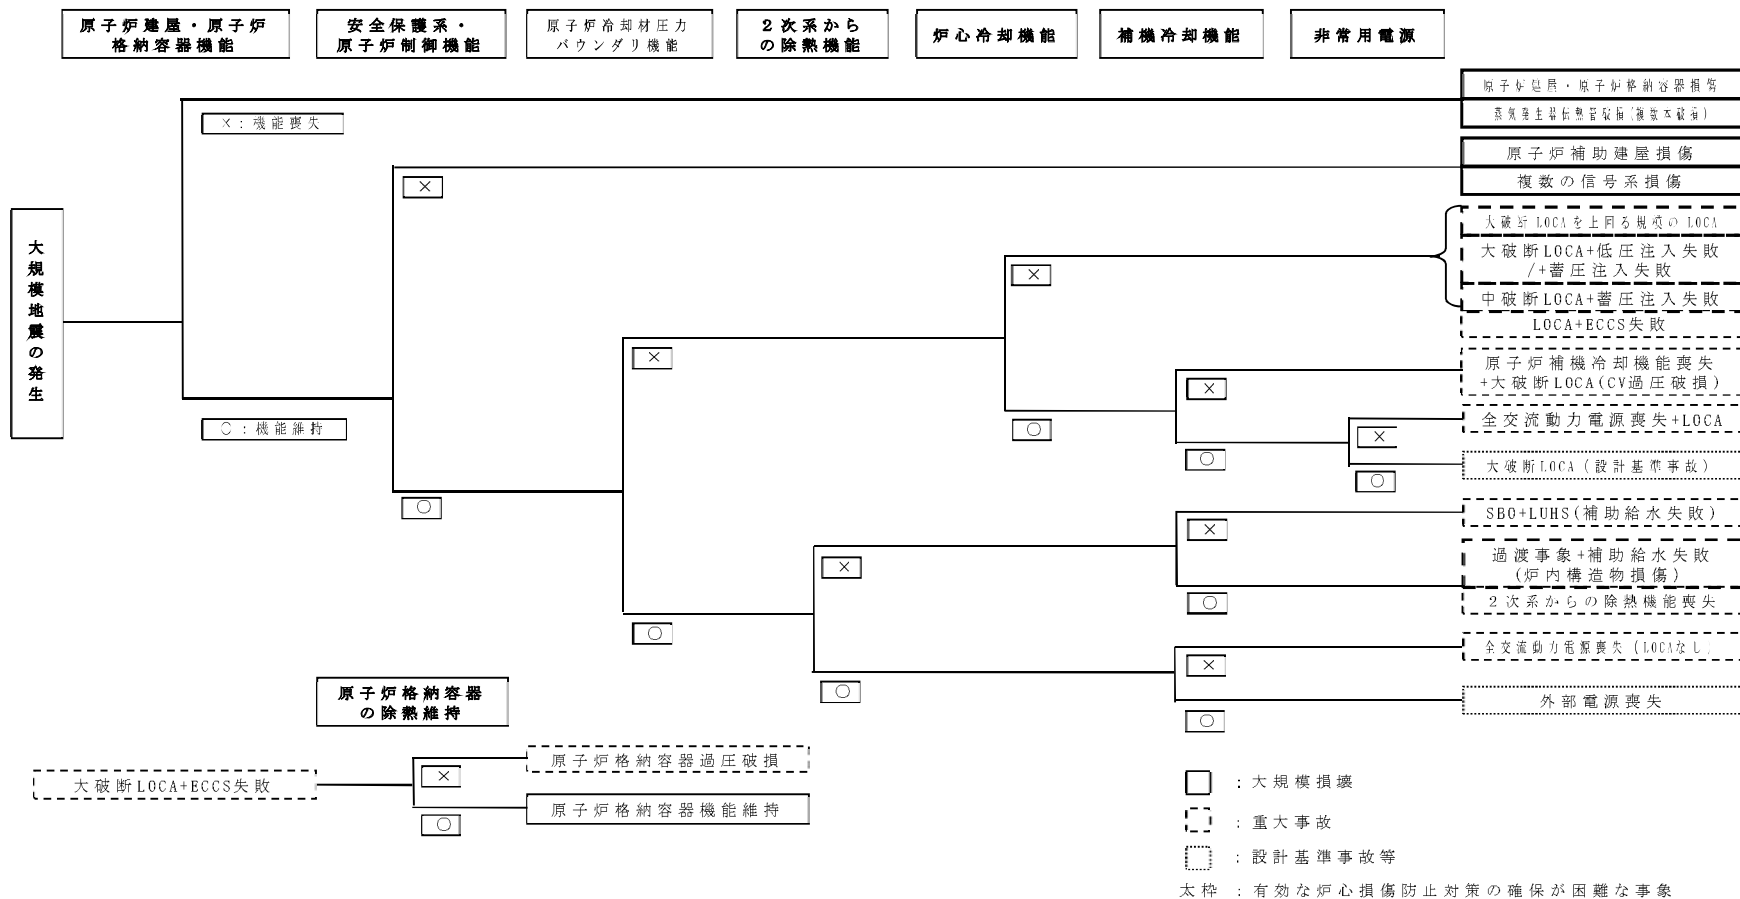 原子炉建屋・原子炉
格納容器機能
安全保護系・
原子炉制御機能
原子炉冷却材圧力
バウンダリ機能
2次系から
の除熱機能
炉心冷却機能
補機冷却機能
非常用電源
大規模地震の発生
×:機能喪失
○:機能維持
×
○
×
○
×
○
×
○
×
○
×
○
×
○
×
○
原子炉建屋・原子炉格納容器損傷
蒸気発生器伝熱管破損(複数本破損)
原子炉補助建屋損傷
複数の信号系損傷
大破断LOCAを上回る規模のLOCA
大破断LOCA+低圧注入失敗
/+蓄圧注入失敗
中破断LOCA+蓄圧注入失敗
LOCA+ECCS失敗
原子炉補機冷却機能喪失
+大破断LOCA(CV過圧破損)
全交流動力電源喪失+LOCA
大破断LOCA(設計基準事故)
SBO+LUHS(補助給水失敗)
過渡事象+補助給水失敗
(炉内構造物損傷)
2次系からの除熱機能喪失
全交流動力電源喪失(LOCAなし)
外部電源喪失
原子炉格納容器
の除熱維持
大破断LOCA+ECCS失敗
×
○
原子炉格納容器過圧破損
原子炉格納容器機能維持
:大規模損壊
:重大事故
:設計基準事故等
太枠 :有効な炉心損傷防止対策の確保が困難な事象